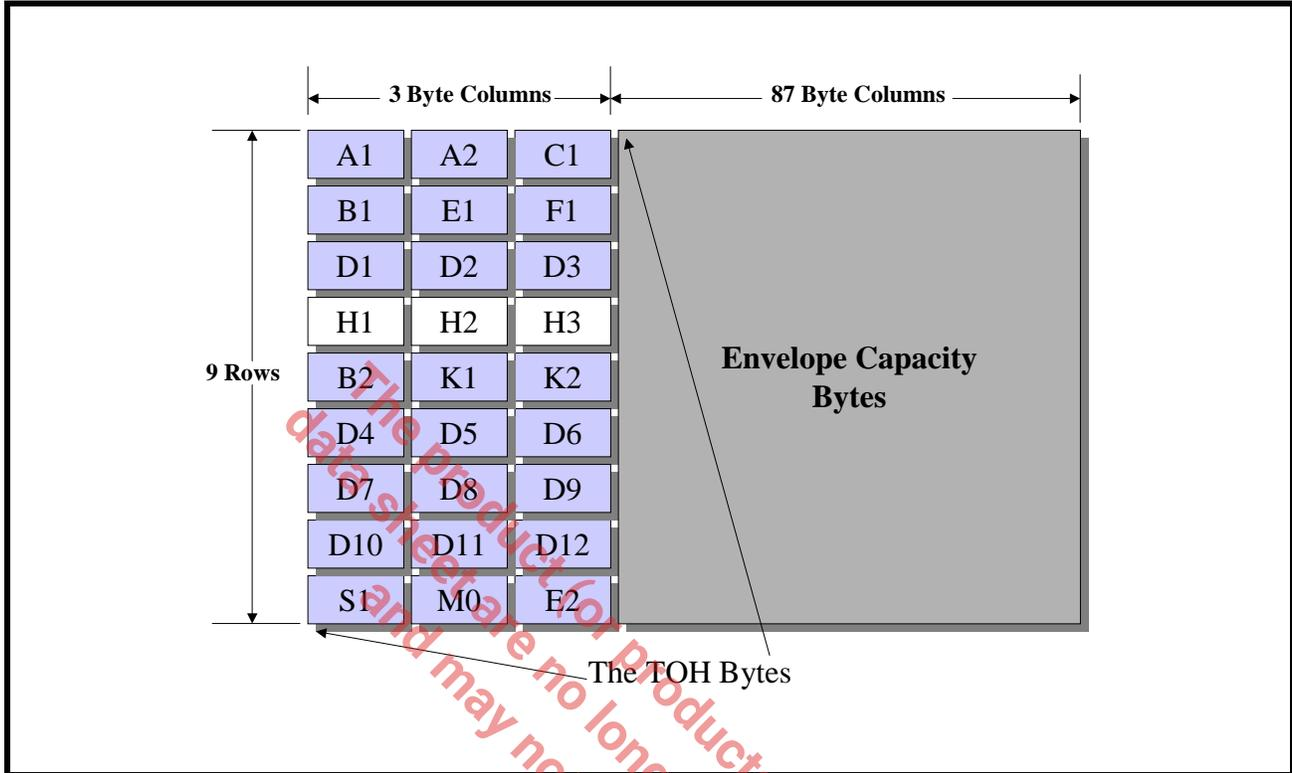 3 Byte Columns
87 Byte Columns
A1 A2 C1
B1 E1 F1
D1 D2 D3
H1 H2 H3
9 Rows
B2 K1 K2
Envelope Capacity
Bytes
D4 D5 D6
D7 D8 D9
D10 D11 D12
S1 M0 E2
The TOH Bytes
The product (or product
data sheet are no long
and may no